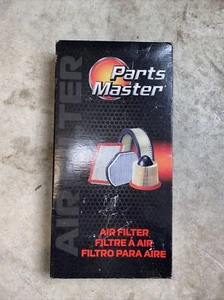 Parts
Master
AIR FILTER
AIR FILTER
FILTRE À AIR
FILTRO PARA AIRE